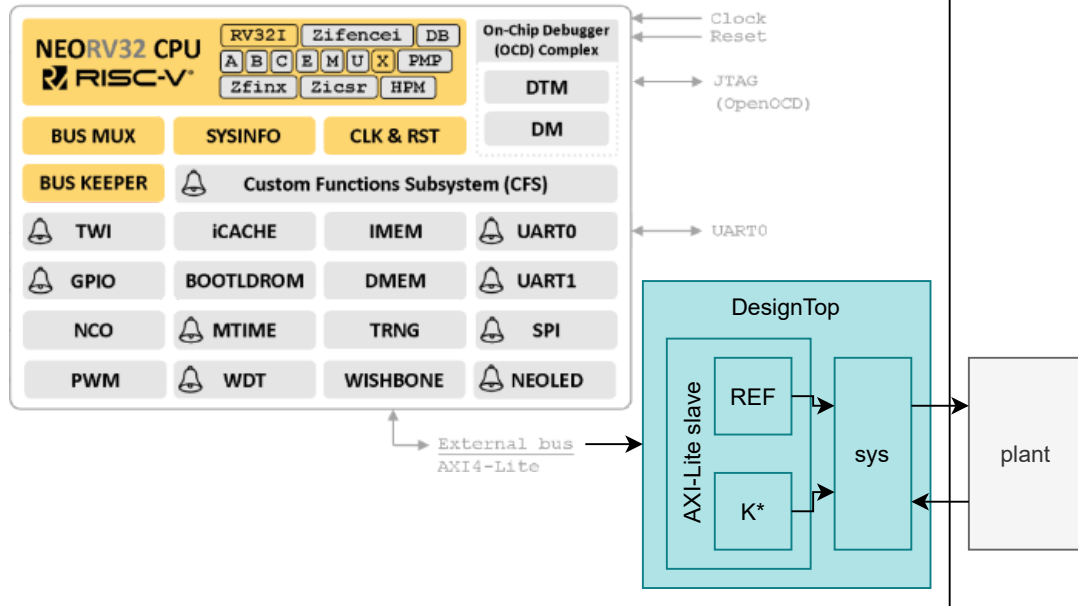 NEORV32 CPU
RISC-V
RV32I Zifencei DB
A B C E M U X PMP
Zfinx Zicsr HPM
On-Chip Debugger
(OCD) Complex
DTM
DM
BUS MUX SYSINFO CLK & RST
BUS KEEPER Custom Functions Subsystem (CFS)
TWI iCACHE IMEM UART0
GPIO BOOTLDROM DMEM UART1
NCO MTIME TRNG SPI
PWM WDT WISHBONE NEOLED
Clock
Reset
JTAG
(OpenOCD)
UART0
External bus
AXI4-Lite
DesignTop
AXI-Lite slave
REF
K*
sys
plant